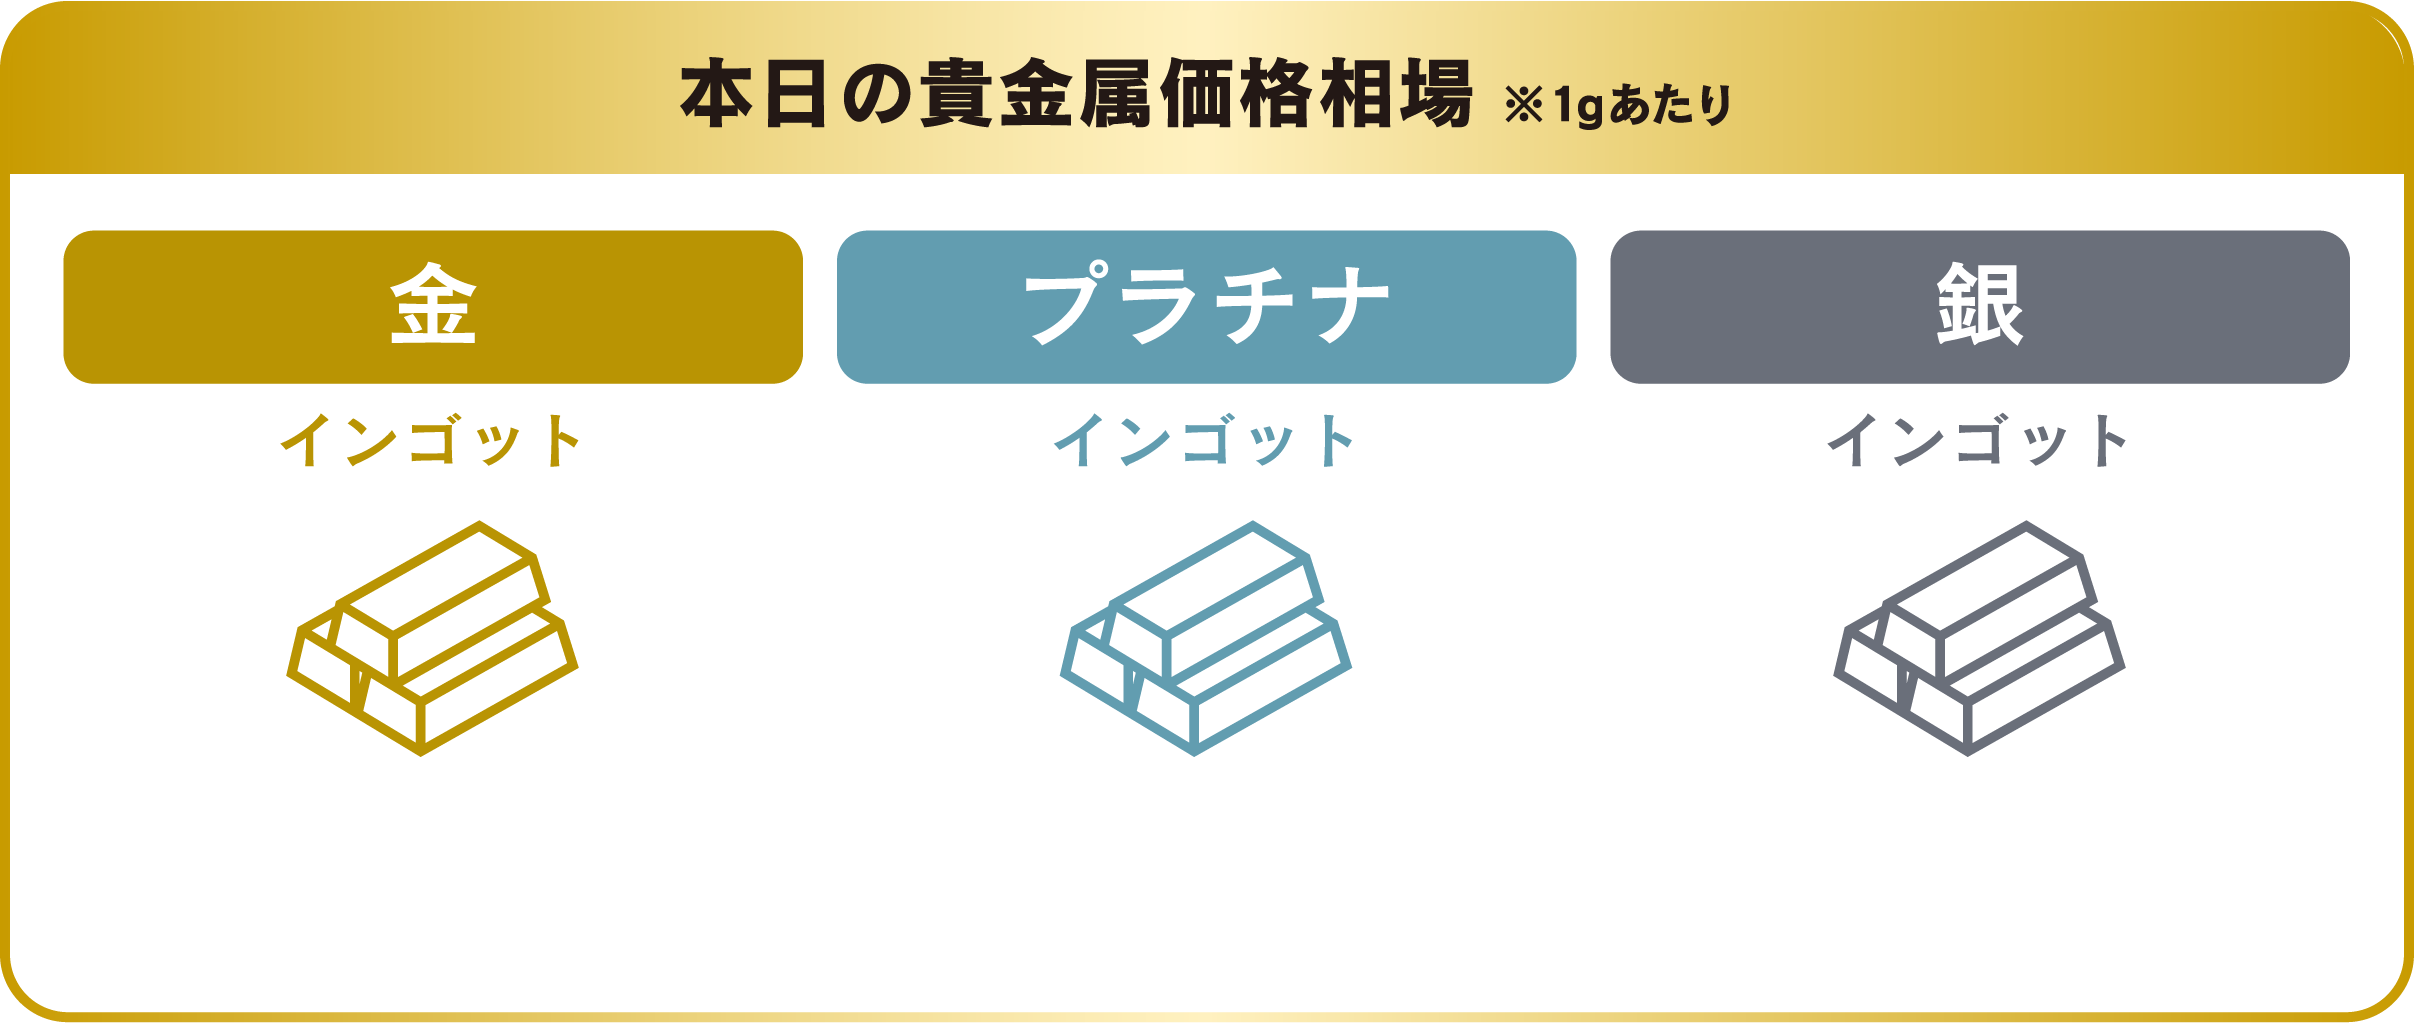 本日の貴金属価格相場 ※1gあたり
金 プラチナ 銀
インゴット インゴット インゴット